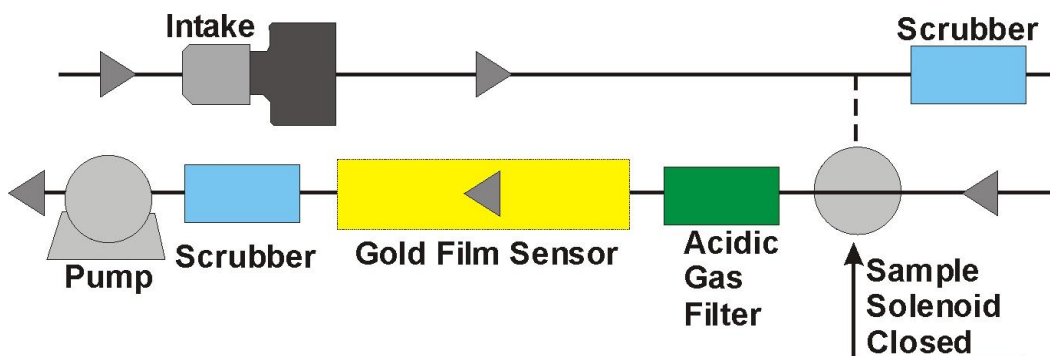 Intake
Scrubber
Pump
Scrubber
Gold Film Sensor
Acidic
Gas
Filter
Sample
Solenoid
Closed